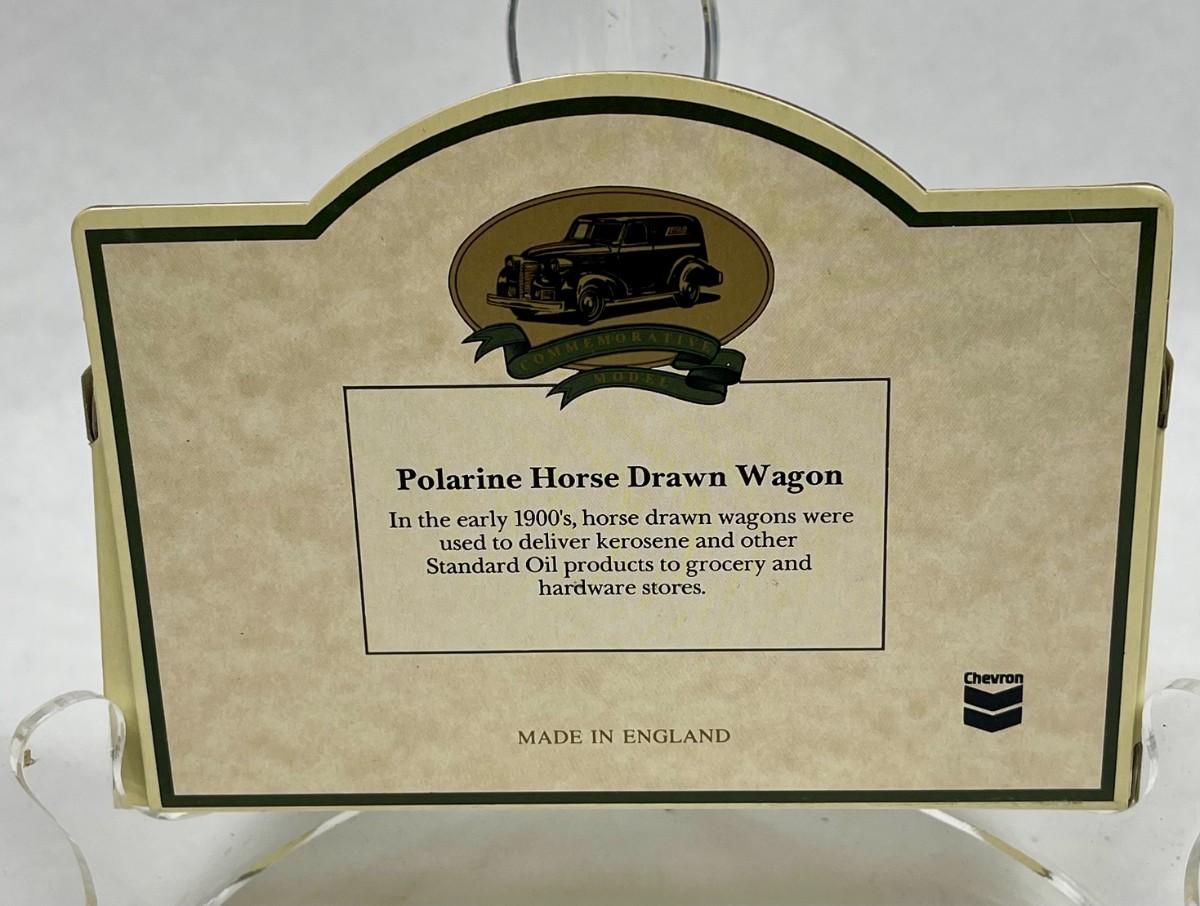 COMMEMORATIVE
MODEL
Polarine Horse Drawn Wagon
In the early 1900's, horse drawn wagons were
used to deliver kerosene and other
Standard Oil products to grocery and
hardware stores.
Chevron
MADE IN ENGLAND